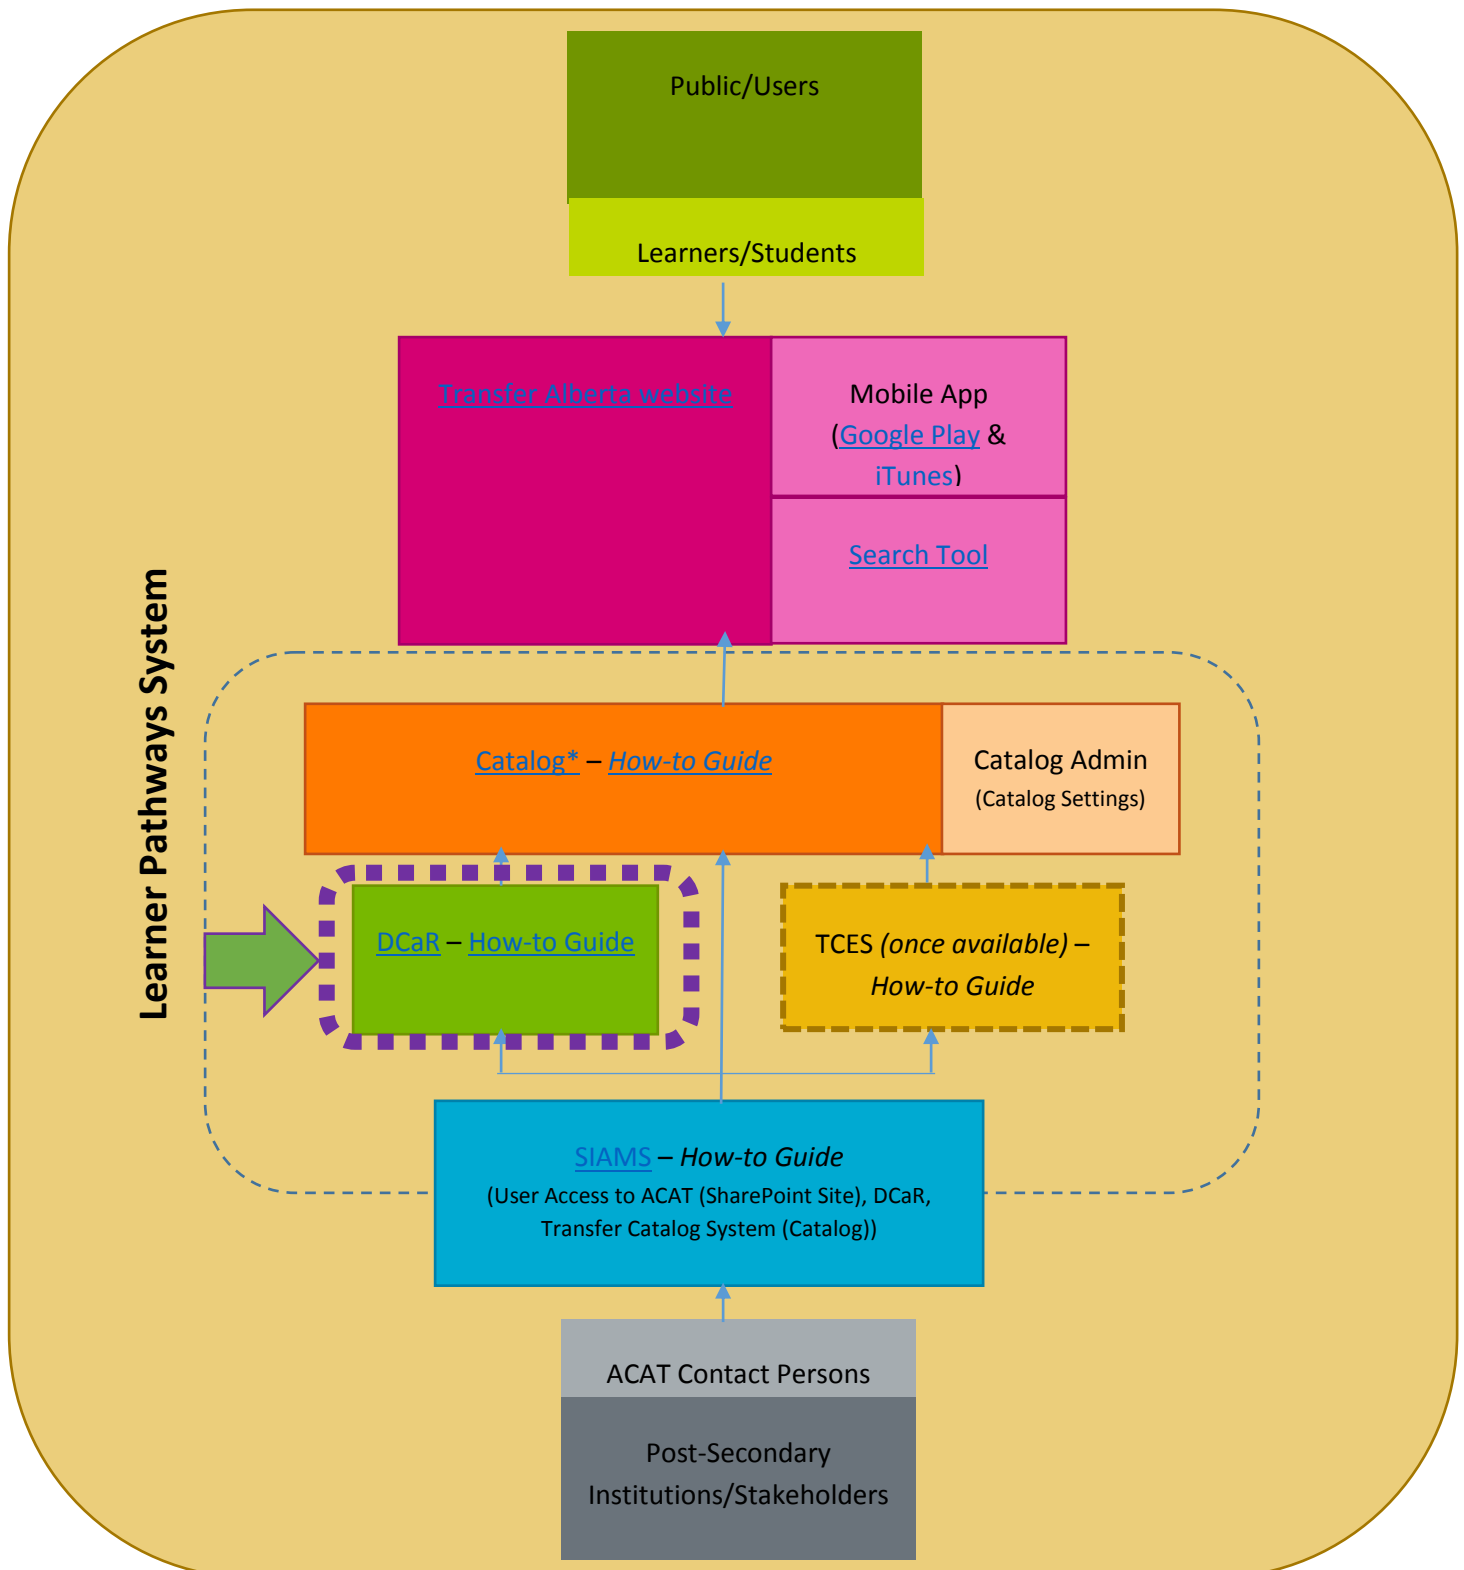 Public/Users
Learners/Students
Transfer Alberta website
Mobile App
(Google Play &
iTunes)
Search Tool
Learner Pathways System
Catalog* – How-to Guide
Catalog Admin
(Catalog Settings)
DCaR – How-to Guide
TCES (once available) –
How-to Guide
SIAMS – How-to Guide
(User Access to ACAT (SharePoint Site), DCaR,
Transfer Catalog System (Catalog))
ACAT Contact Persons
Post-Secondary
Institutions/Stakeholders